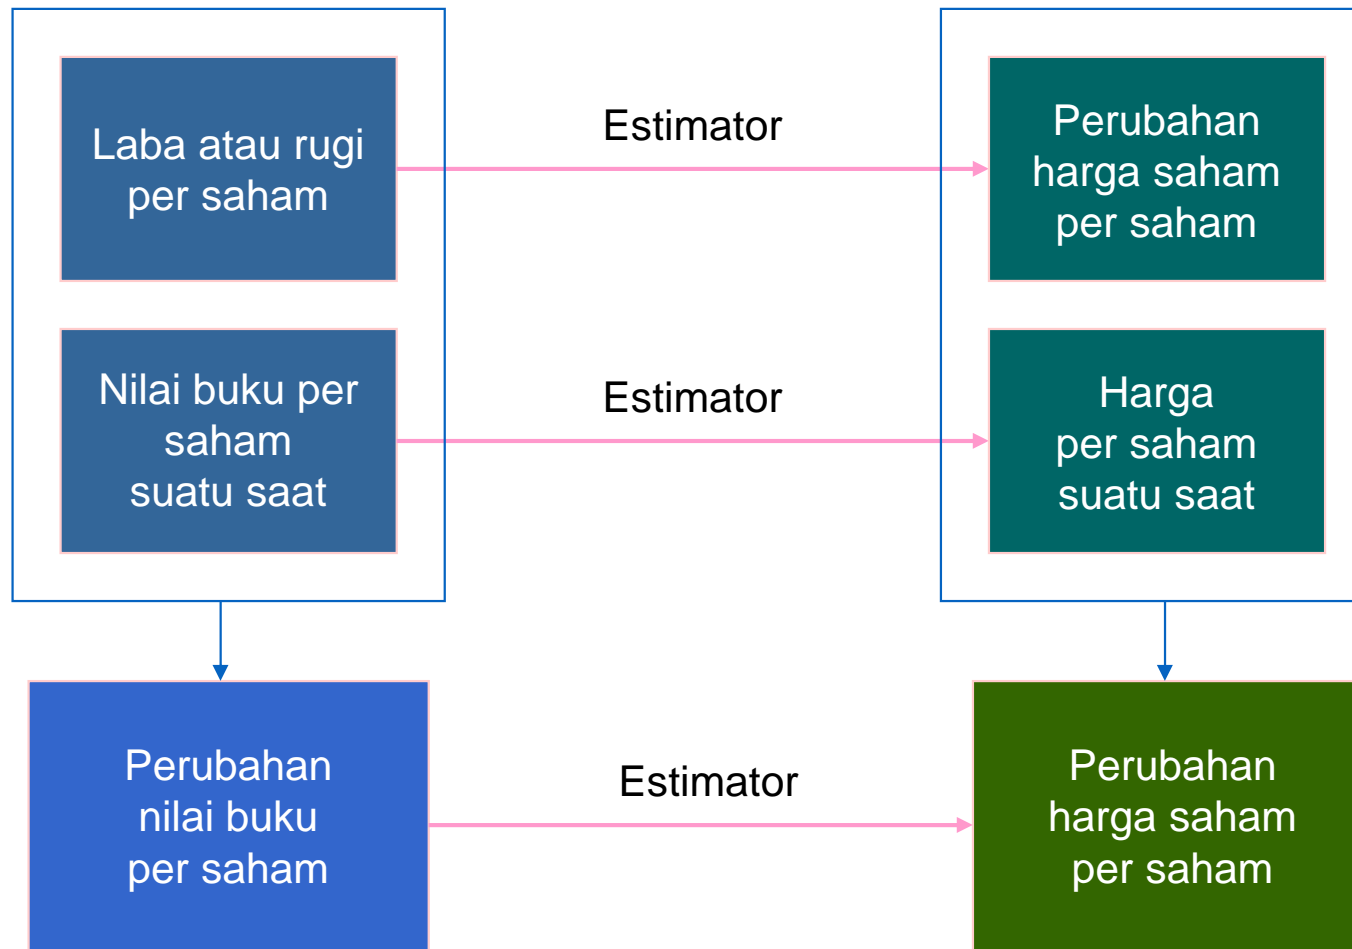 Laba atau rugi
per saham
Estimator
Perubahan
harga saham
per saham
Nilai buku per
saham
suatu saat
Estimator
Harga
per saham
suatu saat
Perubahan
nilai buku
per saham
Estimator
Perubahan
harga saham
per saham